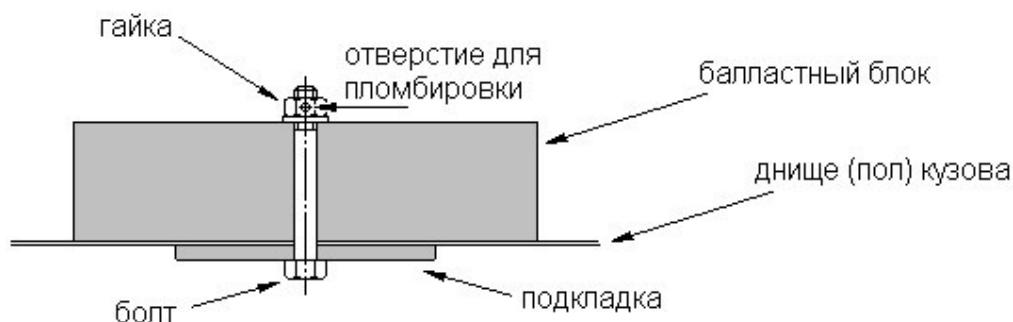 гайка
отверстие для
пломбировки
балластный блок
днище (пол) кузова
подкладка
болт